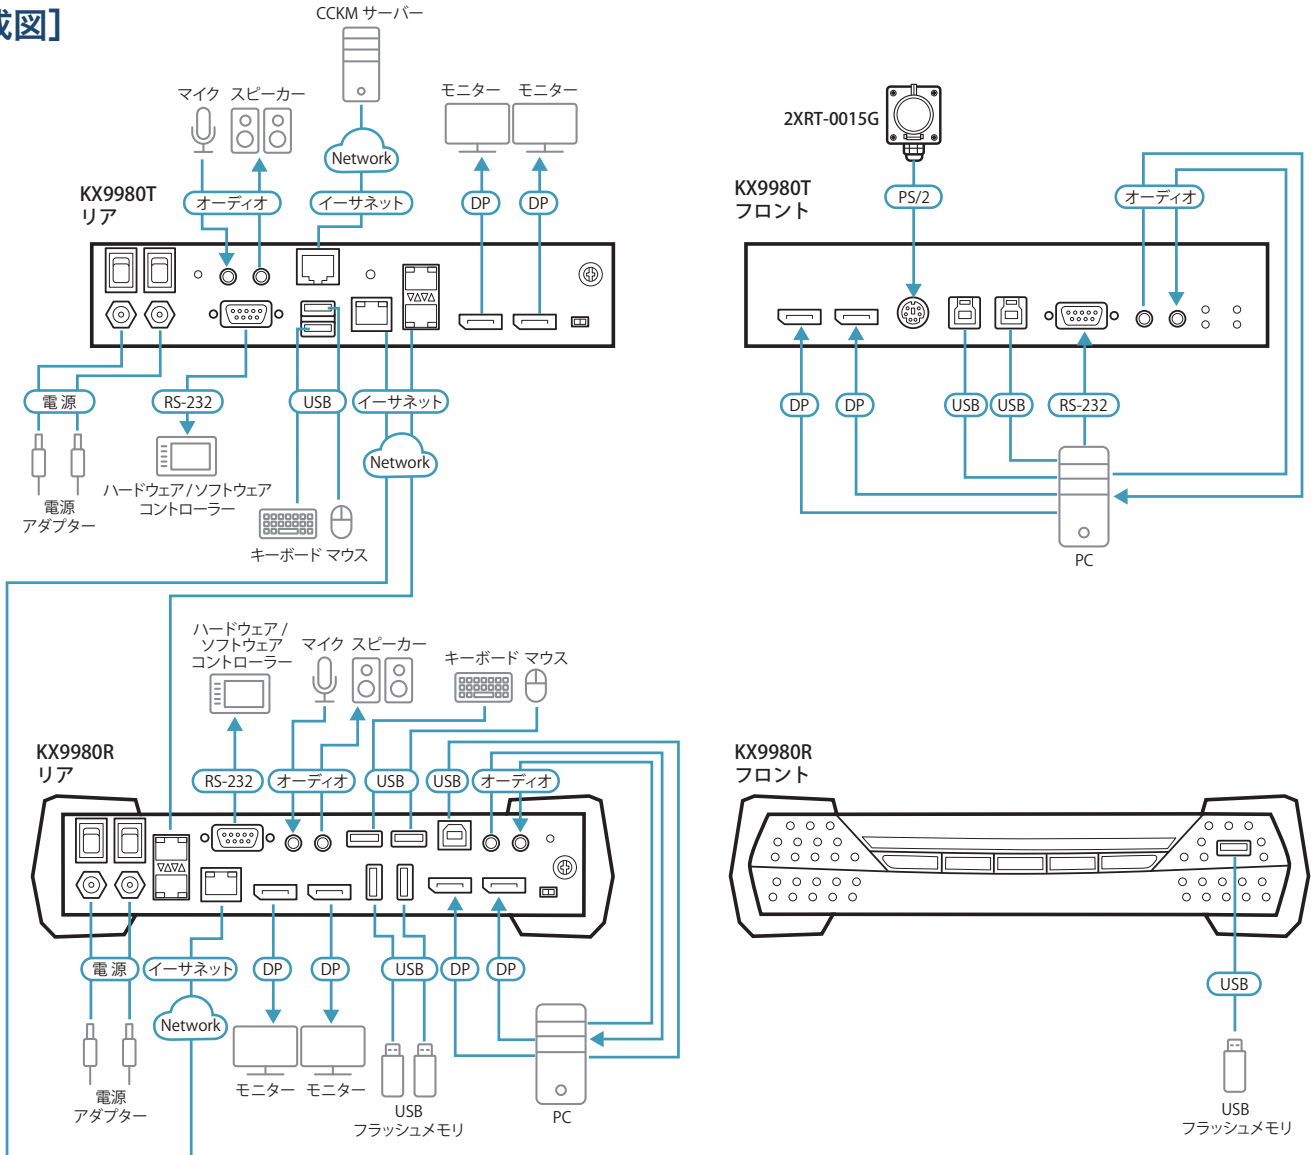 成図]
CCKM サーバー
マイク スピーカー
モニター モニター
Network
KX9980T
リア
オーディオ
イーサネット
DP
DP
電 源
RS-232
USB
イーサネット
Network
ハードウェア / ソフトウェア
コントローラー
電源
アダプター
キーボード マウス
2XRT-0015G
KX9980T
フロント
PS/2
オーディオ
DP
DP
USB
USB
RS-232
PC
ハードウェア /
ソフトウェア
コントローラー
マイク スピーカー
キーボード マウス
KX9980R
リア
RS-232
オーディオ
USB
USB
オーディオ
電 源
イーサネット
DP
DP
USB
DP
DP
Network
電源
アダプター
モニター モニター
USB
フラッシュメモリ
PC
KX9980R
フロント
USB
USB
フラッシュメモリ